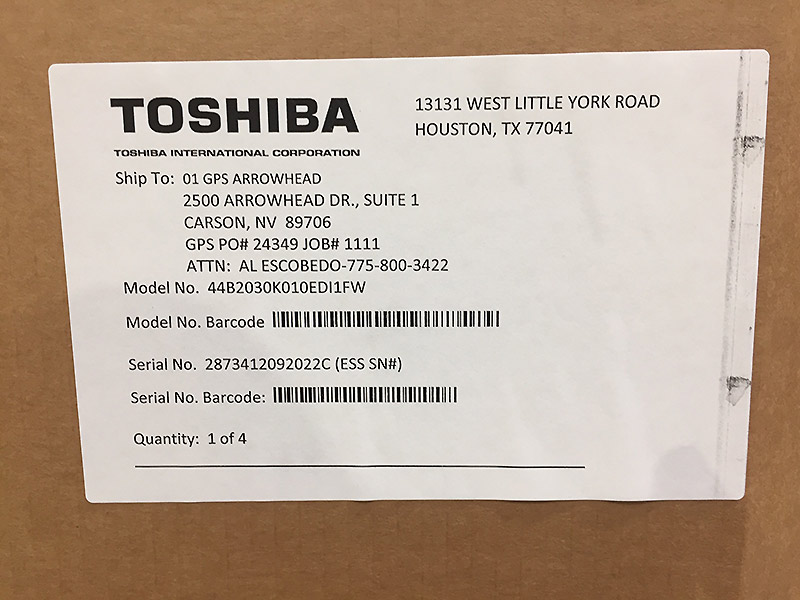 TOSHIBA
TOSHIBA INTERNATIONAL CORPORATION
13131 WEST LITTLE YORK ROAD
HOUSTON, TX 77041
Ship To: 01 GPS ARROWHEAD
2500 ARROWHEAD DR., SUITE 1
CARSON, NV 89706
GPS PO# 24349 JOB# 1111
ATTN: AL ESCOBEDO-775-800-3422
Model No. 44B2030K010EDI1FW
Model No. Barcode
Serial No. 2873412092022C (ESS SN#)
Serial No. Barcode:
Quantity: 1 of 4